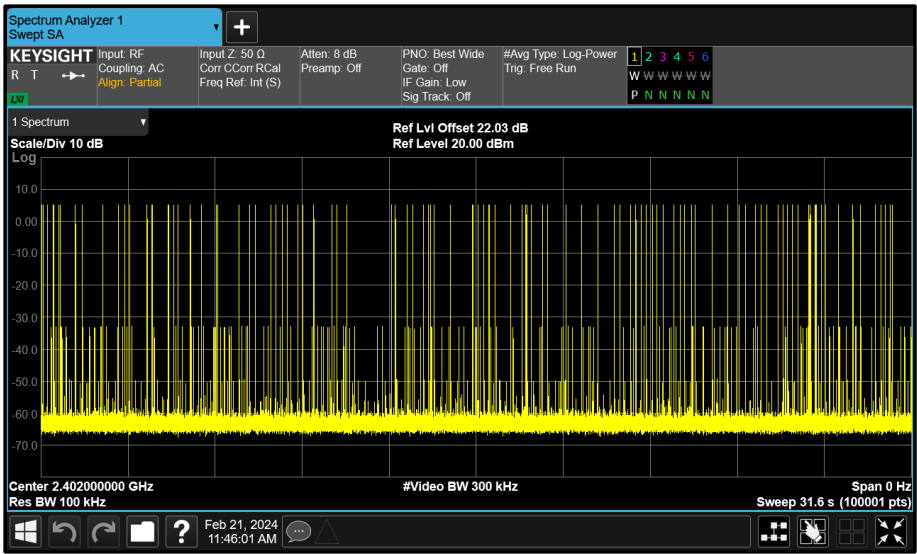 Spectrum Analyzer 1
Swept SA
+
KEYSIGHT
R T
LXI
Input: RF
Coupling: AC
Align: Partial
Input Z: 50 Ω
Corr CCorr RCal
Freq Ref: Int (S)
Atten: 8 dB
Preamp: Off
PNO: Best Wide
Gate: Off
IF Gain: Low
Sig Track: Off
#Avg Type: Log-Power
Trig: Free Run
1 2 3 4 5 6
W W W W W W
P N N N N N
1 Spectrum
Scale/Div 10 dB
Ref Lvl Offset 22.03 dB
Ref Level 20.00 dBm
Log
10.0
0.00
-10.0
-20.0
-30.0
-40.0
-50.0
-60.0
-70.0
Center 2.402000000 GHz
#Video BW 300 kHz
Span 0 Hz
Res BW 100 kHz
Sweep 31.6 s (100001 pts)
?
Feb 21, 2024
11:46:01 AM